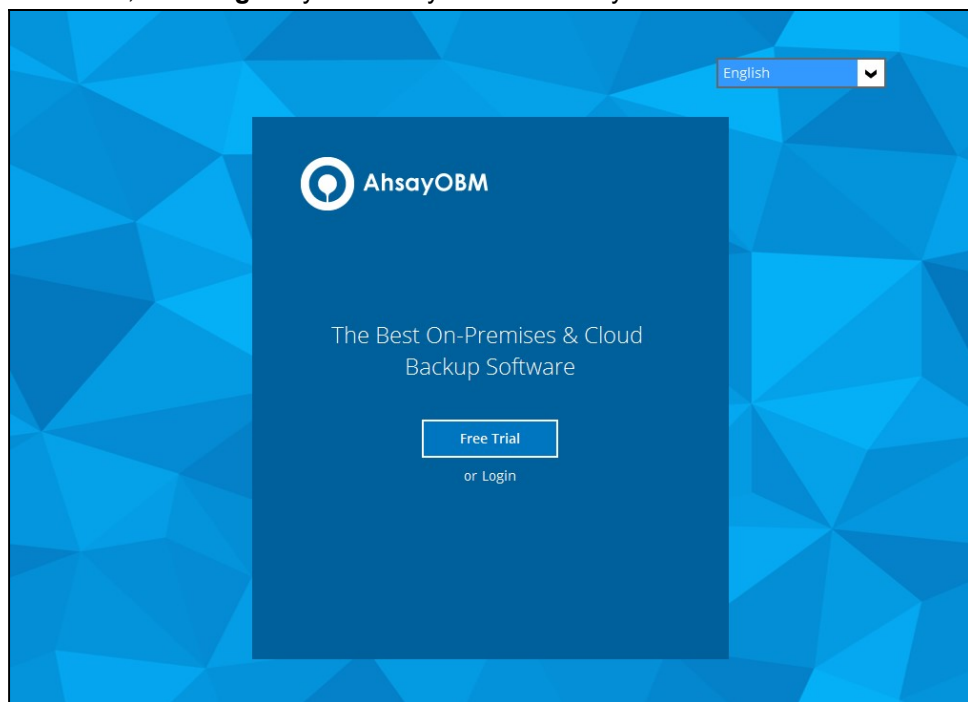 English
AhsayOBM
The Best On-Premises & Cloud
Backup Software
Free Trial
or Login